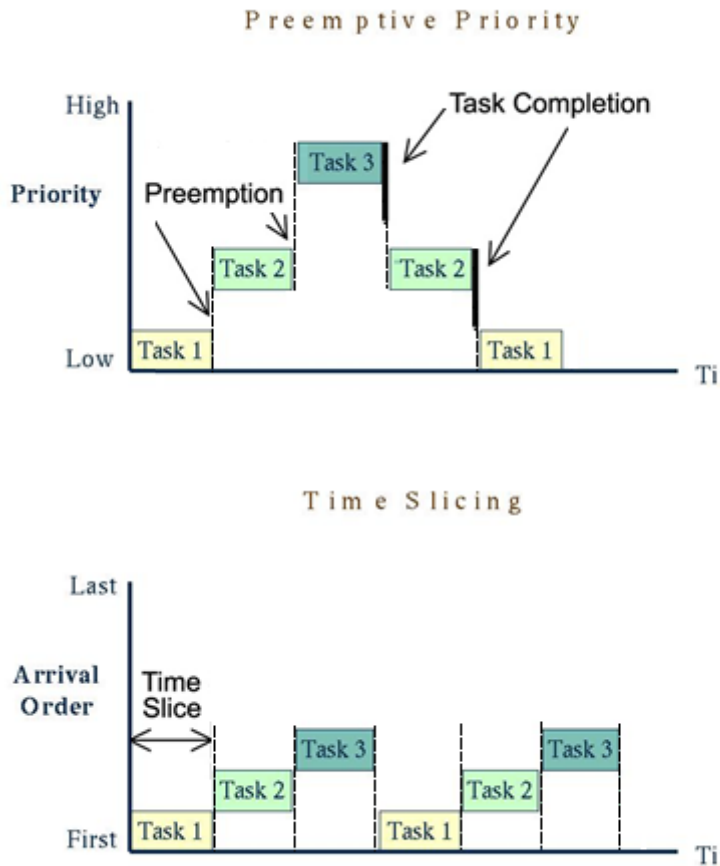 Preemptive Priority
High
Task Completion
Task 3
Priority
Preemption
Task 2
Task 2
Task 1
Task 1
Low
Ti
Time Slicing
Last
Arrival
Order
Time
Slice
Task 3
Task 3
Task 2
Task 2
Task 1
Task 1
First
Ti